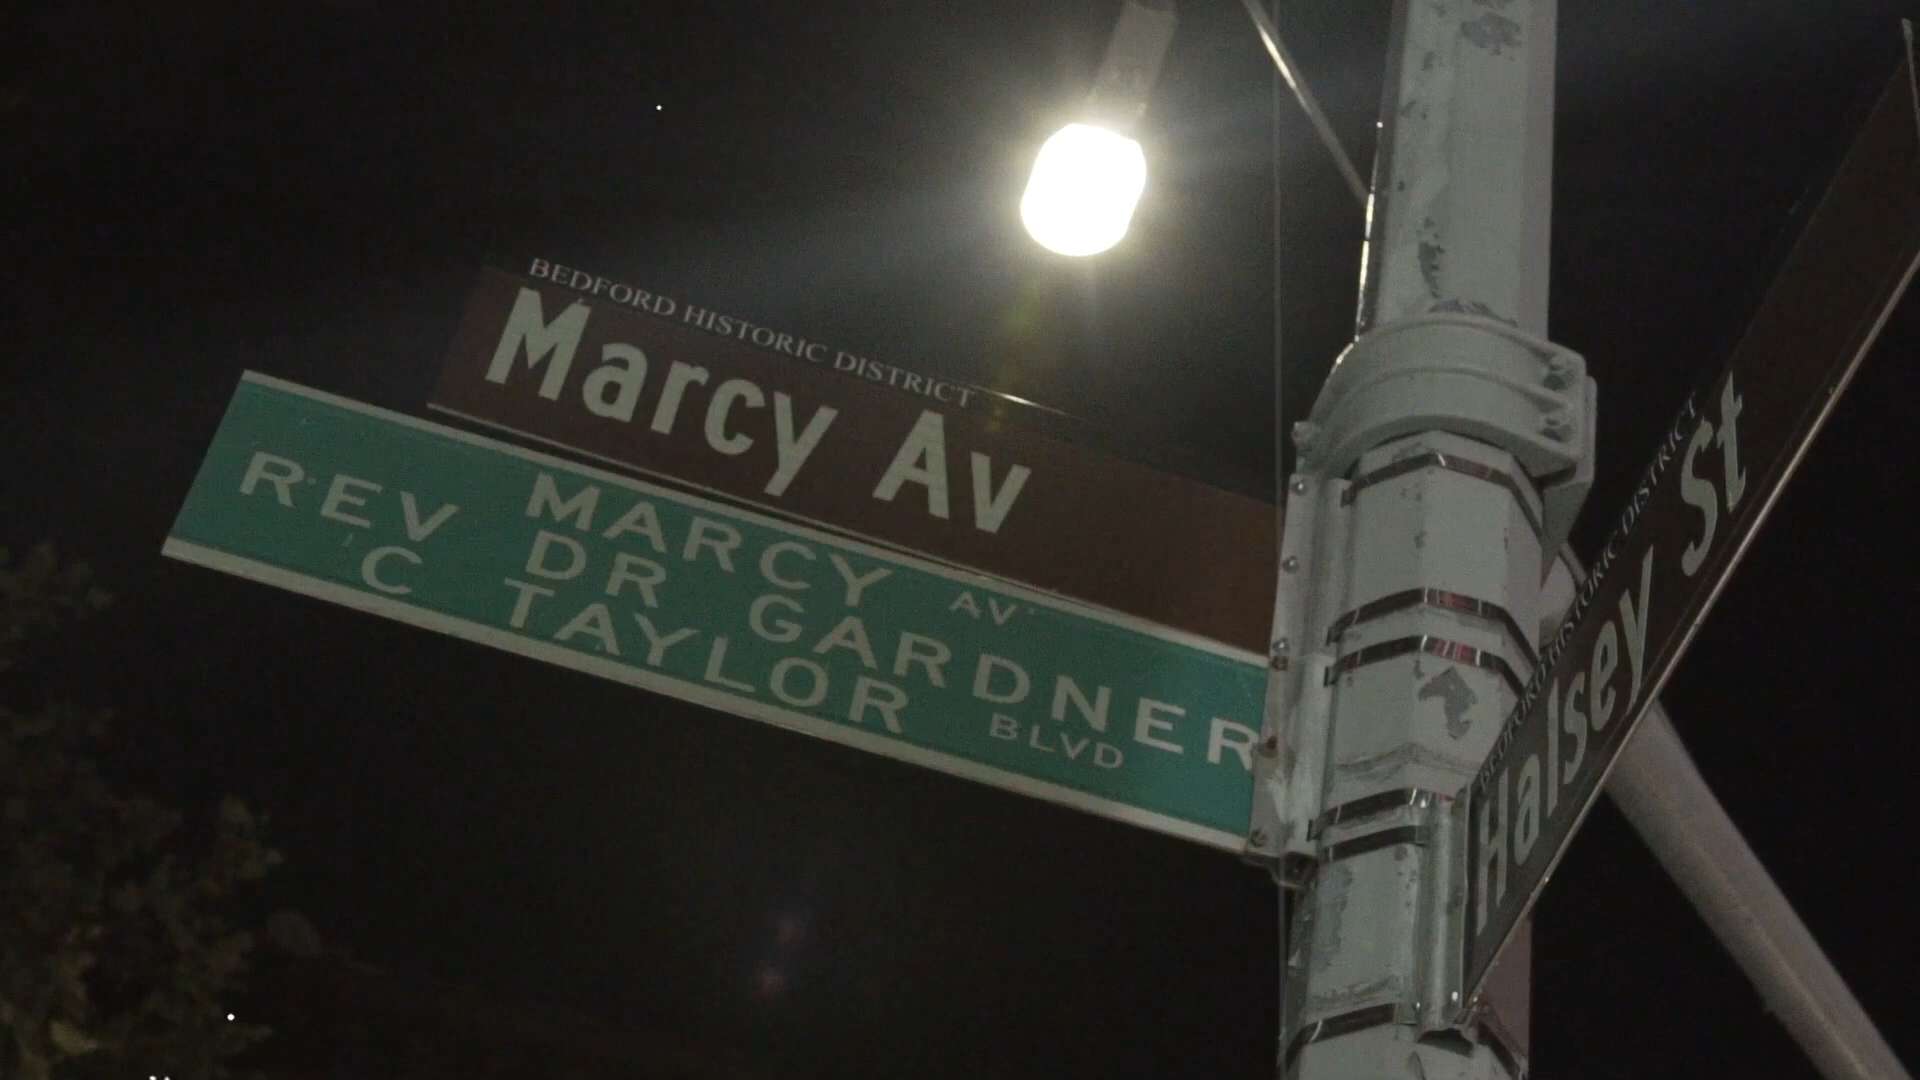 BEDFORD HISTORIC DISTRICT
Marcy Av
MARCY AV
REV DR GARDNER
C TAYLOR BLVD
BEDFORD HISTORIC DISTRICT
Halsey St